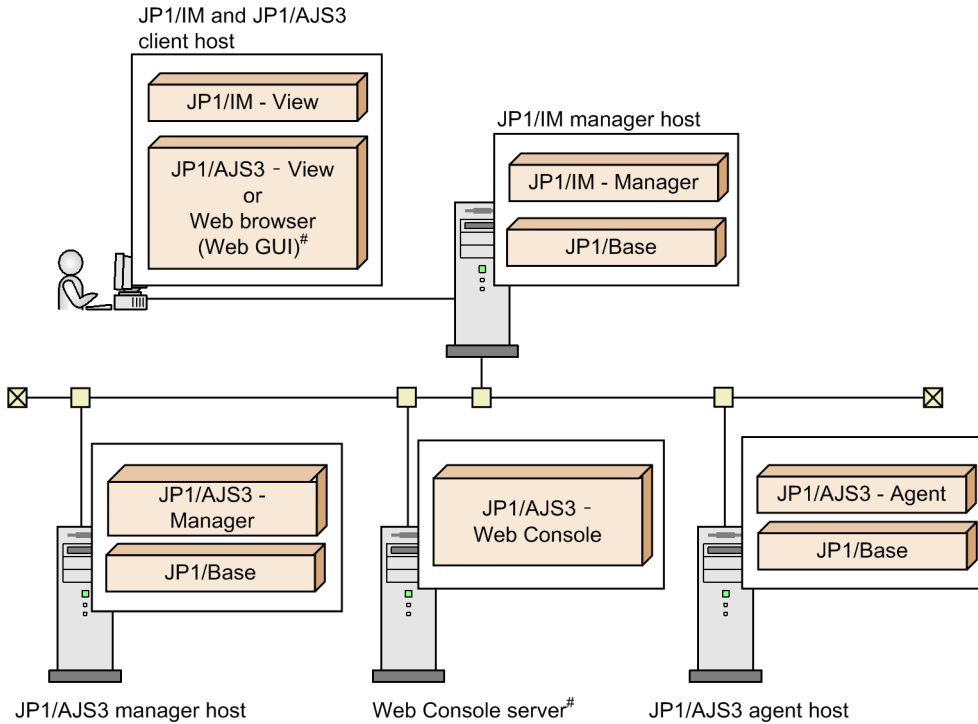 JP1/IM and JP1/AJS3
client host
JP1/IM - View
JP1/AJS3 - View
or
Web browser
(Web GUI)#
JP1/IM manager host
JP1/IM - Manager
JP1/Base
JP1/AJS3 -
Manager
JP1/Base
JP1/AJS3 -
Web Console
JP1/AJS3 - Agent
JP1/Base
JP1/AJS3 manager host
Web Console server#
JP1/AJS3 agent host